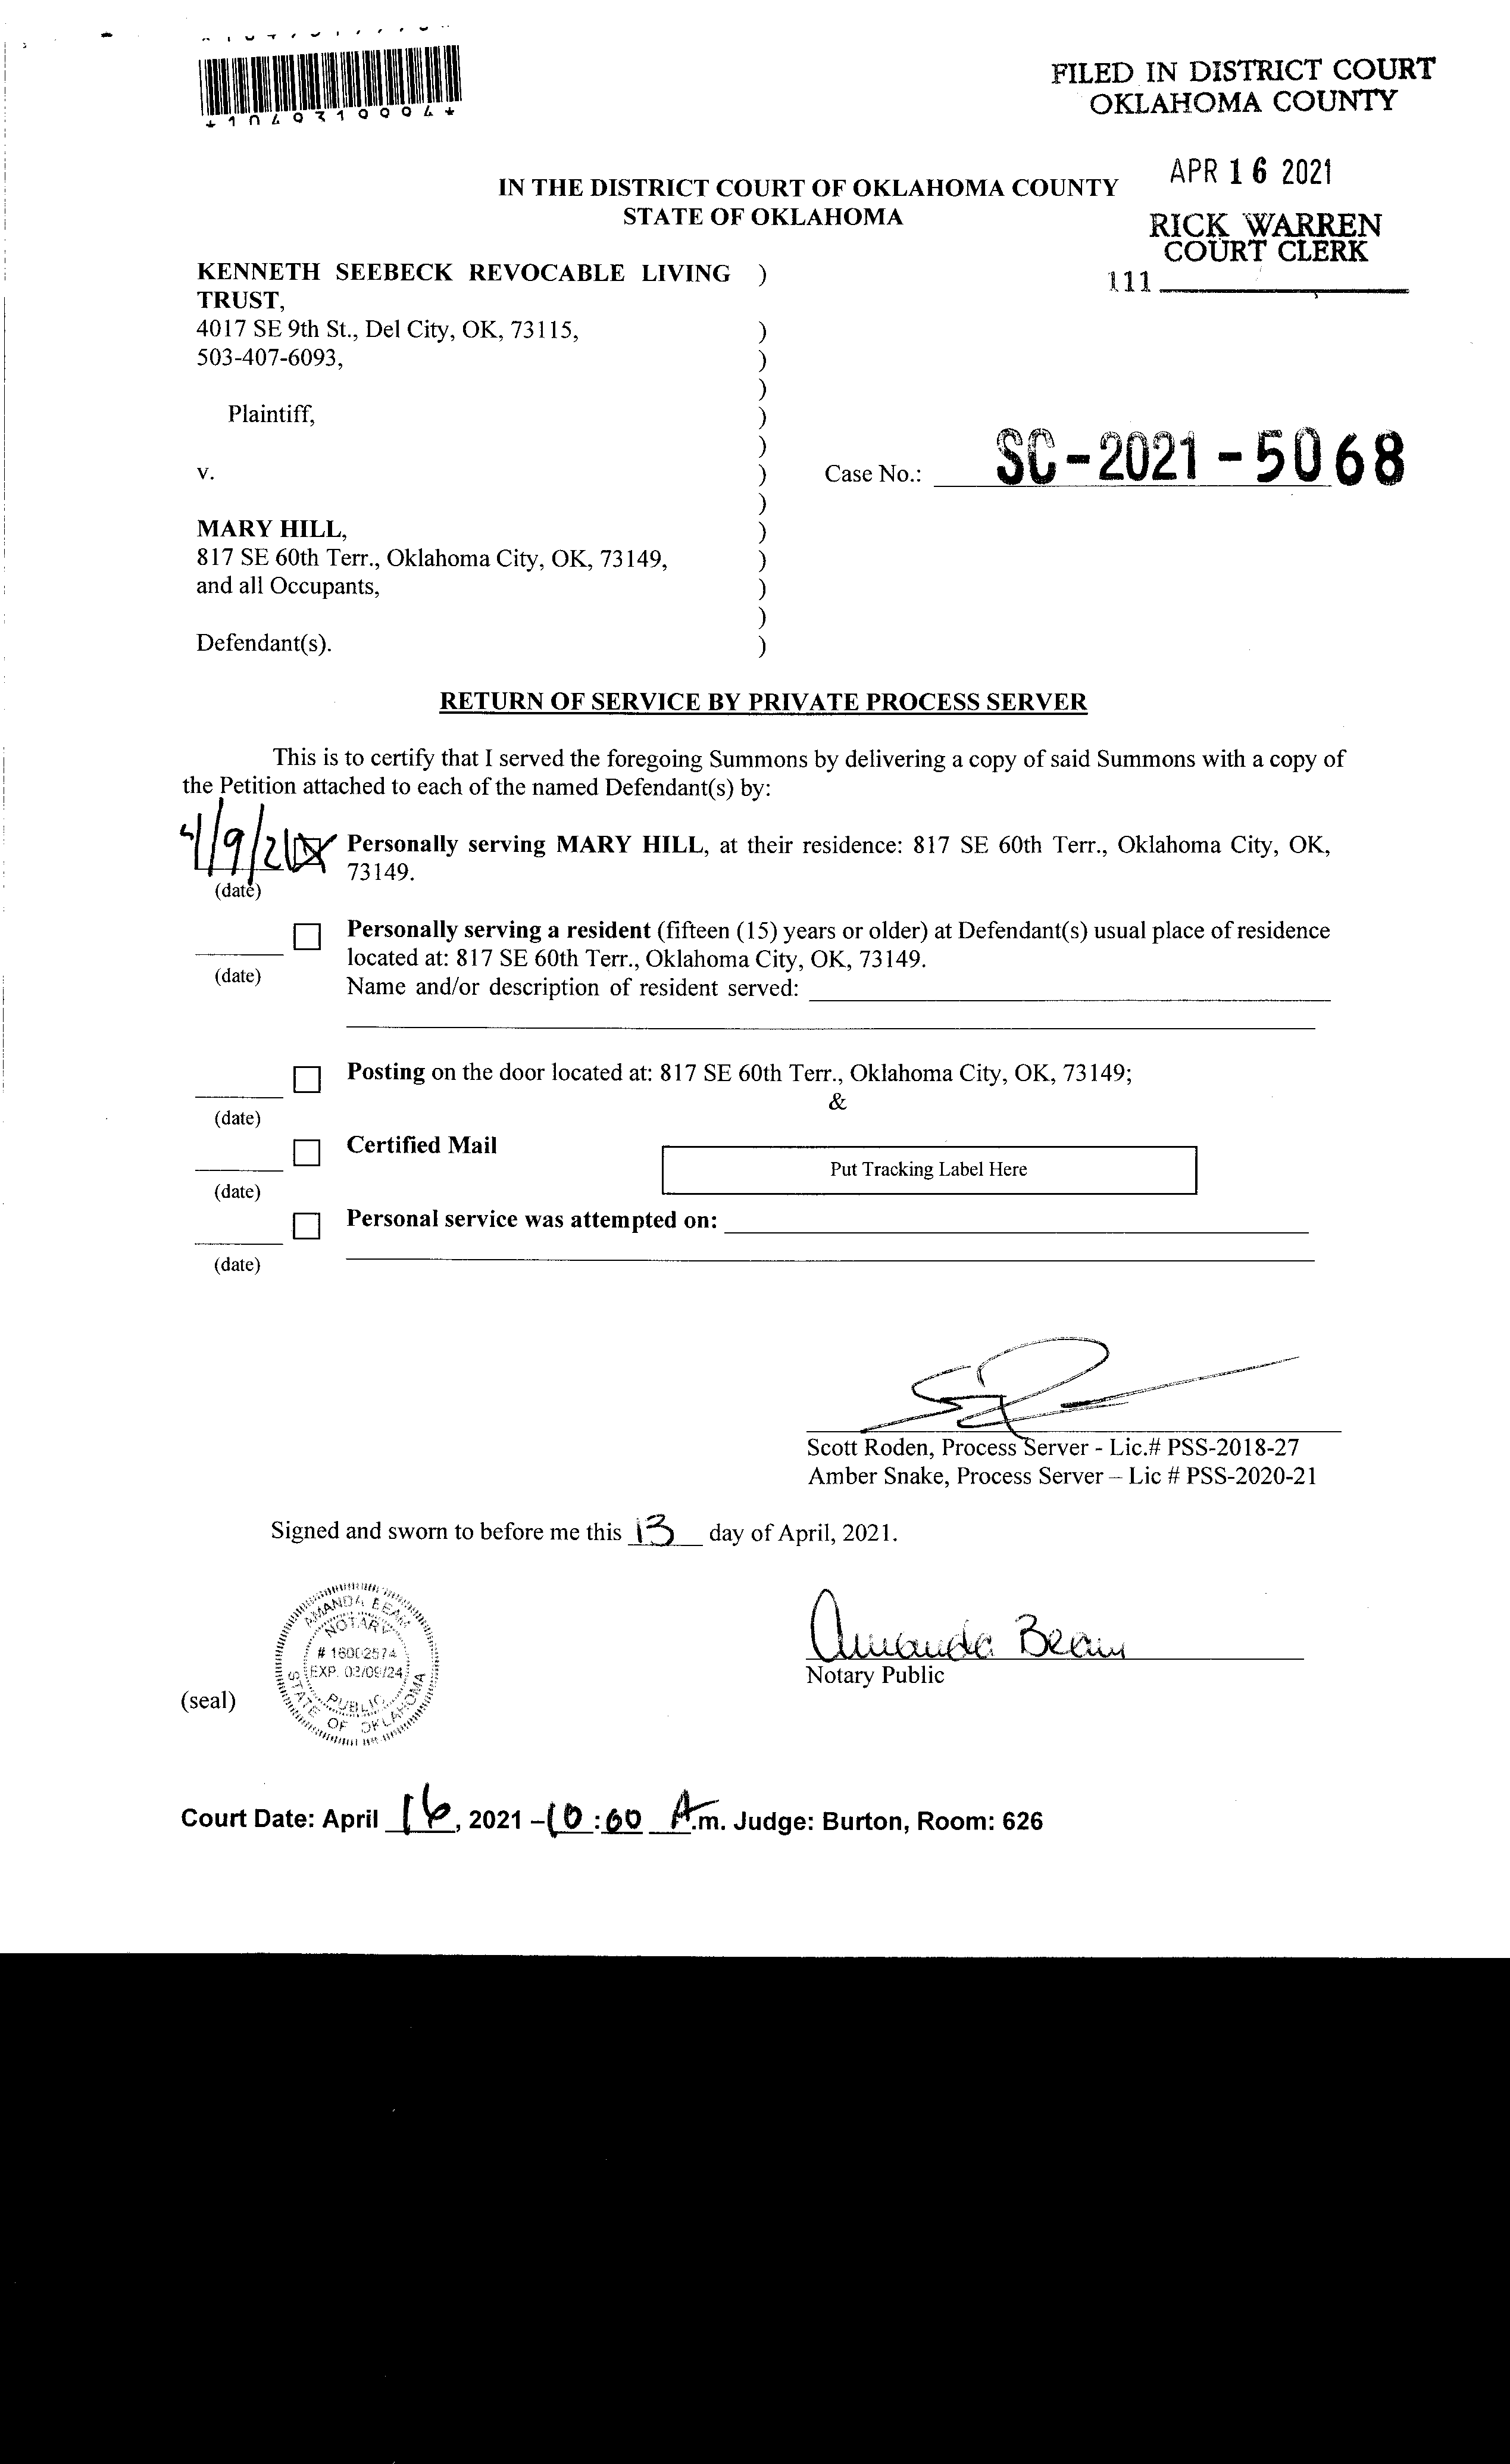 *1049310004*
FILED IN DISTRICT COURT
OKLAHOMA COUNTY
APR 16 2021
RICK WARREN
COURT CLERK
111
IN THE DISTRICT COURT OF OKLAHOMA COUNTY
STATE OF OKLAHOMA
KENNETH SEEBECK REVOCABLE LIVING )
TRUST,
4017 SE 9th St., Del City, OK, 73115, )
503-407-6093, )
)
Plaintiff, )
)
v. ) Case No.: SC-2021-5068
)
MARY HILL, )
817 SE 60th Terr., Oklahoma City, OK, 73149, )
and all Occupants, )
)
Defendant(s). )
RETURN OF SERVICE BY PRIVATE PROCESS SERVER
This is to certify that I served the foregoing Summons by delivering a copy of said Summons with a copy of
the Petition attached to each of the named Defendant(s) by:
4/9/21 Personally serving MARY HILL, at their residence: 817 SE 60th Terr., Oklahoma City, OK,
73149.
(date)
Personally serving a resident (fifteen (15) years or older) at Defendant(s) usual place of residence
located at: 817 SE 60th Terr., Oklahoma City, OK, 73149.
(date)
Name and/or description of resident served:
Posting on the door located at: 817 SE 60th Terr., Oklahoma City, OK, 73149;
&
(date)
Certified Mail
Put Tracking Label Here
(date)
Personal service was attempted on:
(date)
Scott Roden, Process Server - Lic.# PSS-2018-27
Amber Snake, Process Server – Lic # PSS-2020-21
Signed and sworn to before me this 13 day of April, 2021.
AMANDA BEAM
NOTARY
# 16002574
EXP. 03/09/24
PUBLIC
STATE OF OKLAHOMA
Amanda Beam
Notary Public
(seal)
Court Date: April 16, 2021 – 10:00 A.m. Judge: Burton, Room: 626